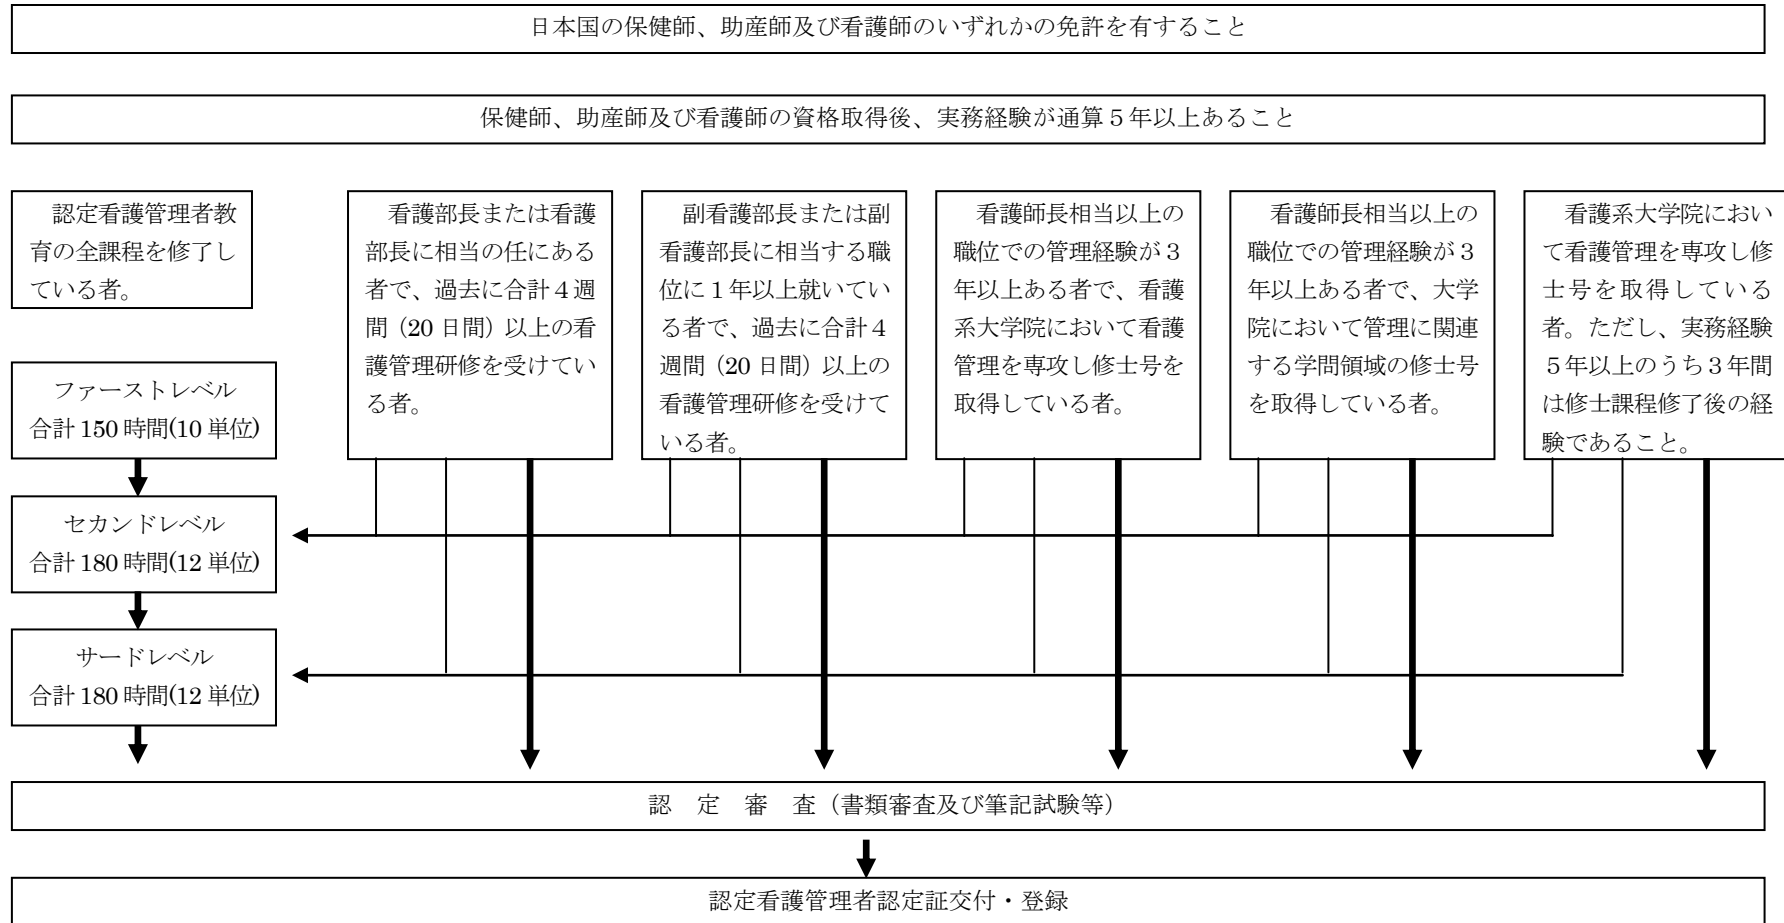 日本国の保健師、助産師及び看護師のいずれかの免許を有すること
保健師、助産師及び看護師の資格取得後、実務経験が通算５年以上あること
認定看護管理者教
育の全課程を修了し
ている者。
ファーストレベル
合計 150 時間(10 単位)
セカンドレベル
合計 180 時間(12 単位)
サードレベル
合計 180 時間(12 単位)
看護部長または看護
部長に相当の任にある
者で、過去に合計４週
間（20 日間）以上の看
護管理研修を受けてい
る者。
副看護部長または副
看護部長に相当する職
位に１年以上就いてい
る者で、過去に合計４
週間（20 日間）以上の
看護管理研修を受けて
いる者。
看護師長相当以上の
職位での管理経験が３
年以上ある者で、看護
系大学院において看護
管理を専攻し修士号を
取得している者。
看護師長相当以上の
職位での管理経験が３
年以上ある者で、大学
院において管理に関連
する学問領域の修士号
を取得している者。
看護系大学院におい
て看護管理を専攻し修
士号を取得している
者。ただし、実務経験
５年以上のうち３年間
は修士課程修了後の経
験であること。
認　定　審　査（書類審査及び筆記試験等）
認定看護管理者認定証交付・登録